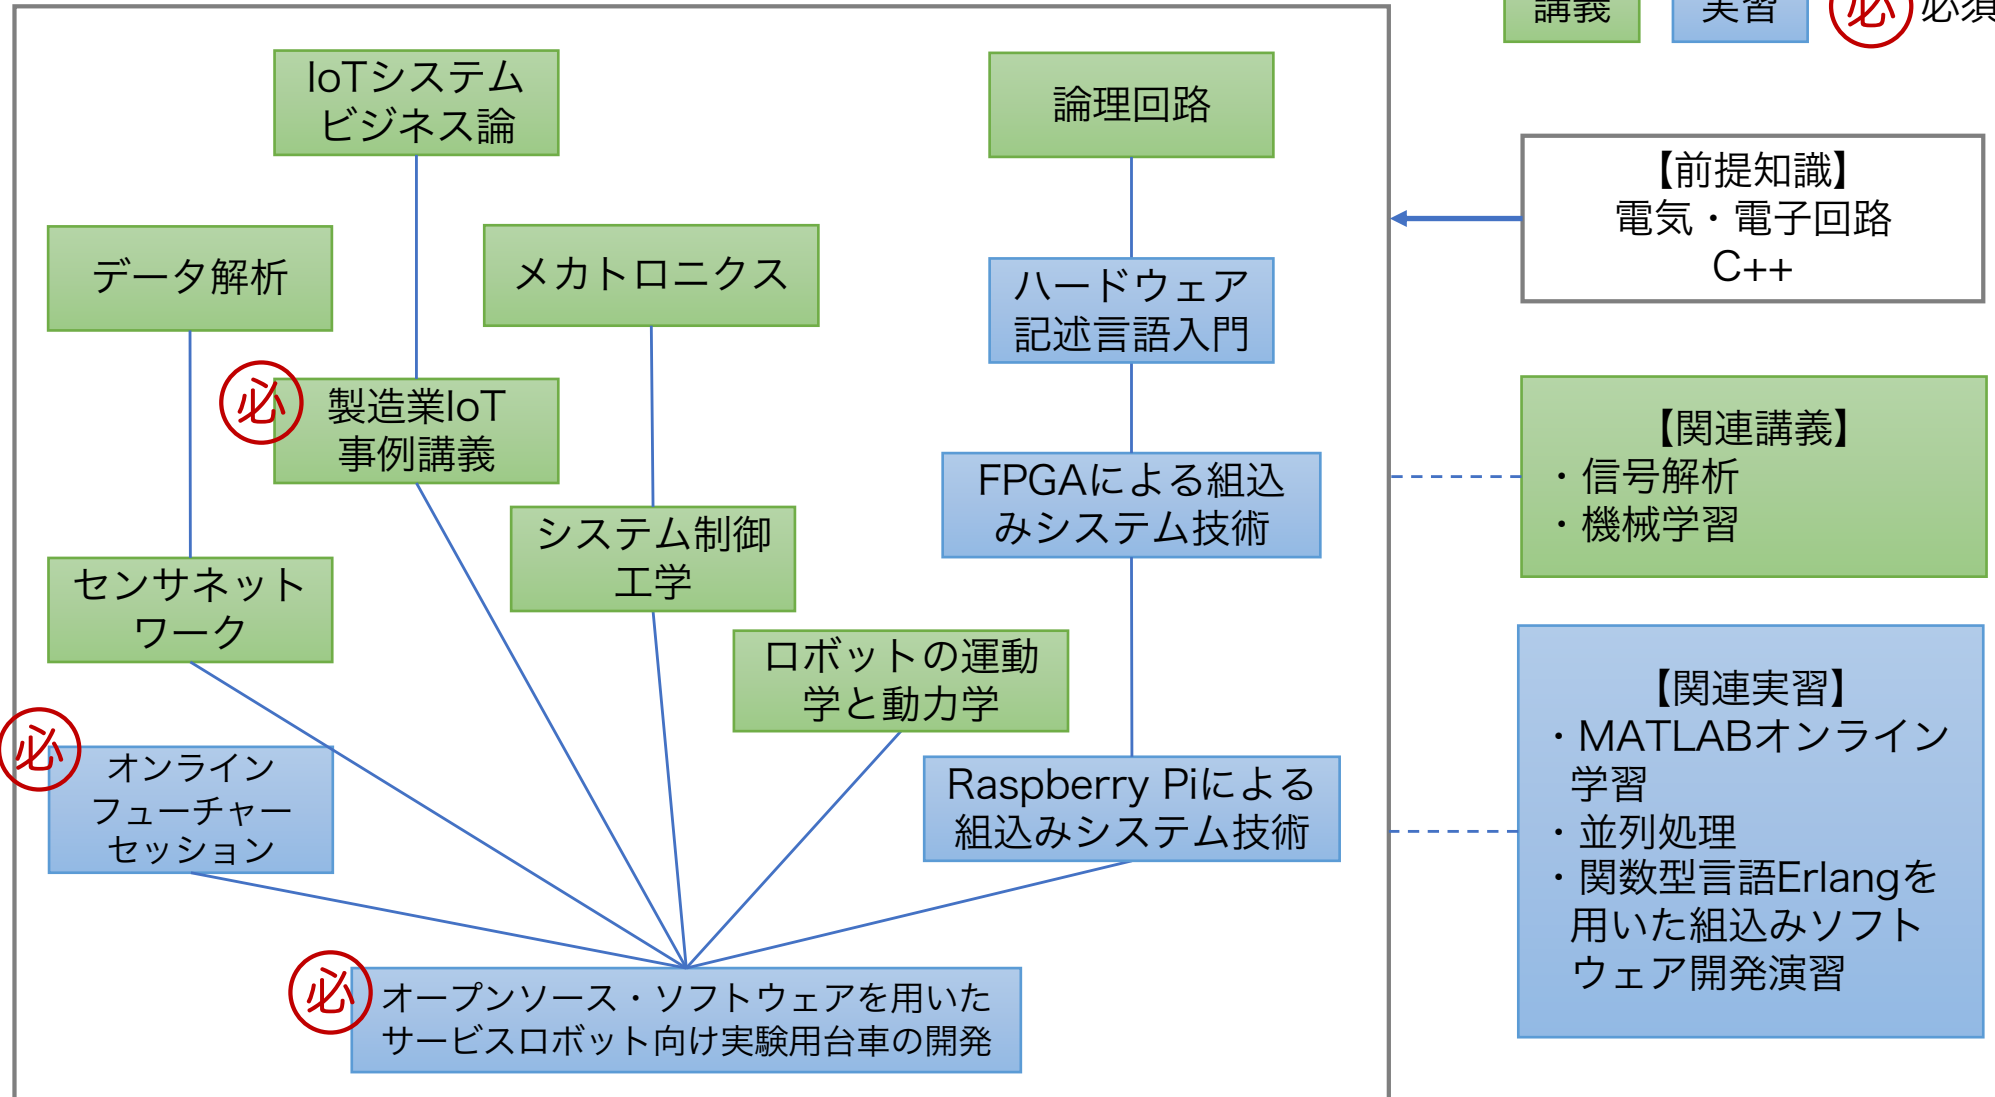 講義
実習
必 必須
IoTシステム
ビジネス論
論理回路
【前提知識】
電気・電子回路
C++
データ解析
メカトロニクス
ハードウェア
記述言語入門
必
製造業IoT
事例講義
【関連講義】
・信号解析
・機械学習
FPGAによる組込
みシステム技術
システム制御
工学
センサネット
ワーク
ロボットの運動
学と動力学
必
オンライン
フューチャー
セッション
Raspberry Piによる
組込みシステム技術
【関連実習】
・MATLABオンライン
学習
・並列処理
・関数型言語Erlangを
用いた組込みソフト
ウェア開発演習
必
オープンソース・ソフトウェアを用いた
サービスロボット向け実験用台車の開発